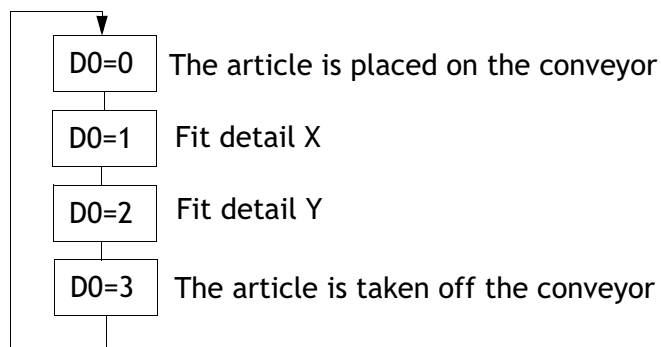 D0=0 The article is placed on the conveyor
D0=1 Fit detail X
D0=2 Fit detail Y
D0=3 The article is taken off the conveyor